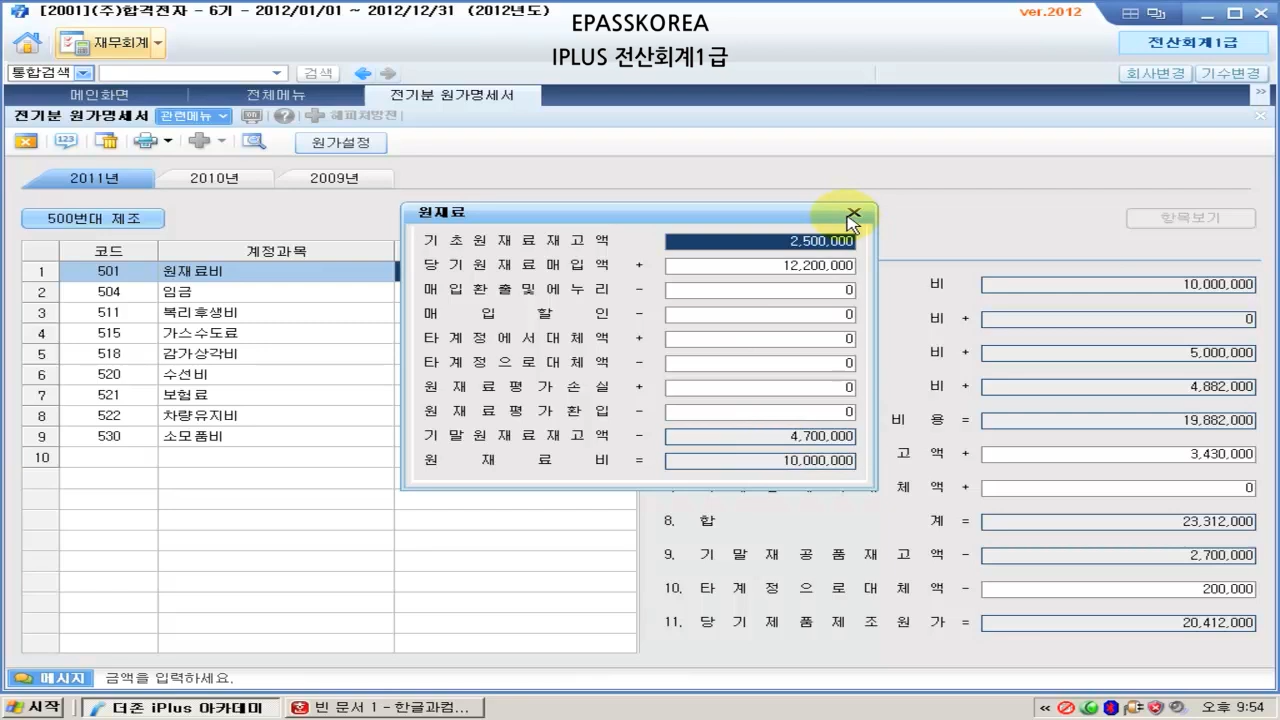 [2001](주)합격전자 - 6기 - 2012/01/01 ~ 2012/12/31 (2012년도)
ver.2012
EPASSKOREA
IPLUS 전산회계1급
재무회계
전산회계1급
통합검색
검색
회사변경
기수변경
메인화면
전체메뉴
전기분 원가명세서
전기분 원가명세서
관련메뉴
원가설정
2011년
2010년
2009년
500번대 제조
항목보기
코드 계정과목
1 501 원재료비
2 504 임금
3 511 복리후생비
4 515 가스수도료
5 518 감가상각비
6 520 수선비
7 521 보험료
8 522 차량유지비
9 530 소모품비
10
원재료
기 초 원 재 료 재 고 액 2,500,000
당 기 원 재 료 매 입 액 + 12,200,000
매 입 환 출 및 에 누 리 - 0
매 입 할 인 - 0
타 계 정 에 서 대 체 액 + 0
타 계 정 으 로 대 체 액 - 0
원 재 료 평 가 손 실 + 0
원 재 료 평 가 환 입 - 0
기 말 원 재 료 재 고 액 - 4,700,000
원 재 료 비 = 10,000,000
비 10,000,000
비 + 0
비 + 5,000,000
비 + 4,882,000
비 용 = 19,882,000
고 액 + 3,430,000
체 액 + 0
8. 합 계 = 23,312,000
9. 기 말 재 공 품 재 고 액 - 2,700,000
10. 타 계 정 으 로 대 체 액 - 200,000
11. 당 기 제 품 제 조 원 가 = 20,412,000
메시지
금액을 입력하세요.
시작
더존 iPlus 아카데미
빈 문서 1 - 한글과컴...
오후 9:54